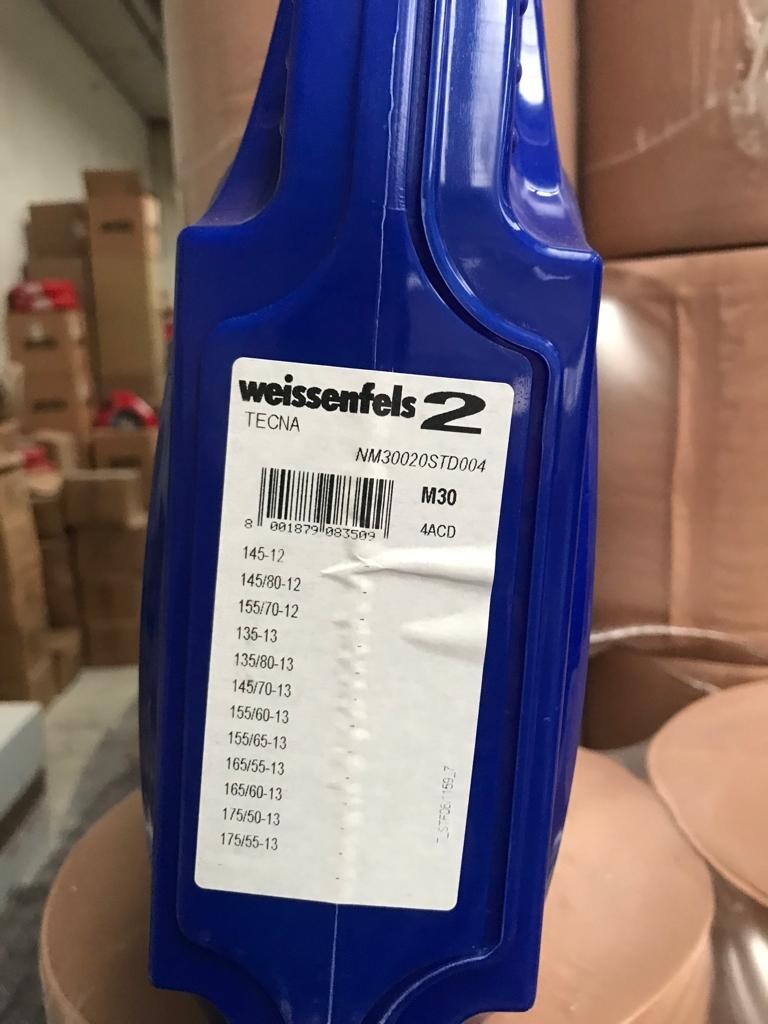 weissenfels 2
TECNA
NM30020STD004
M30
8 001879 083509
4ACD
145-12
145/80-12
155/70-12
135-13
135/80-13
145/70-13
155/60-13
155/65-13
165/55-13
165/60-13
175/50-13
175/55-13